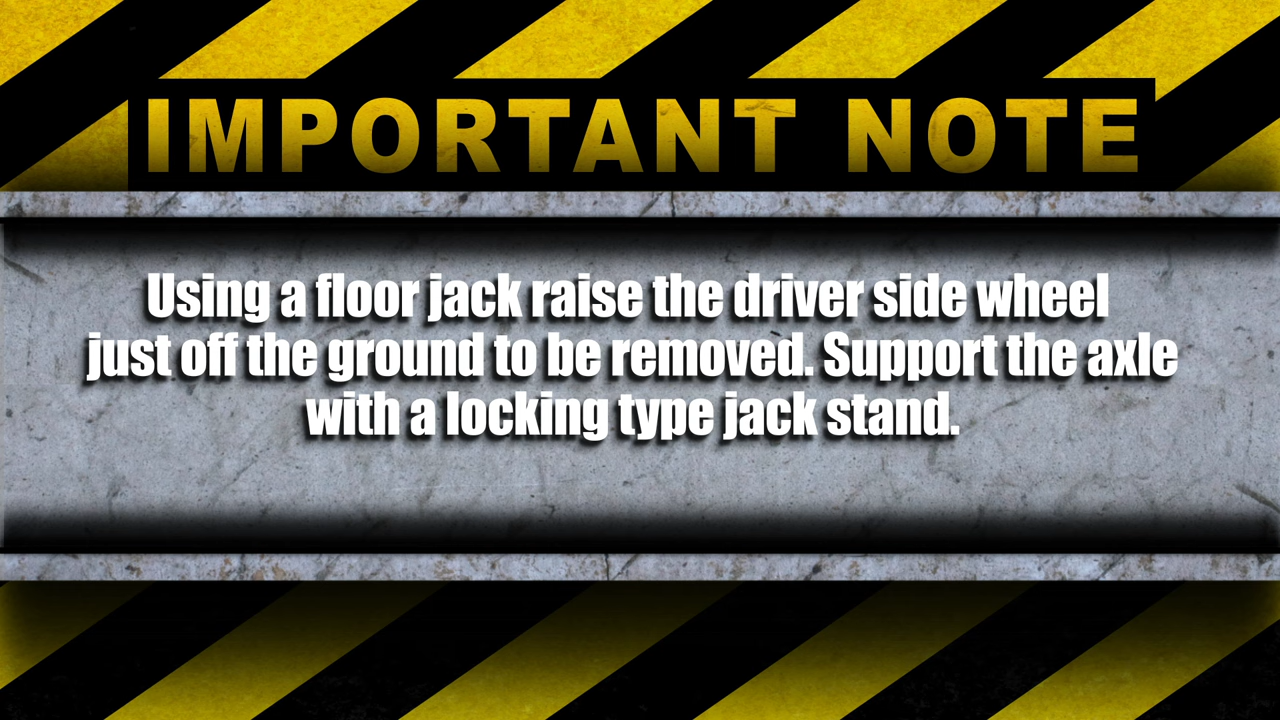 IMPORTANT NOTE
Using a floor jack raise the driver side wheel
just off the ground to be removed. Support the axle
with a locking type jack stand.